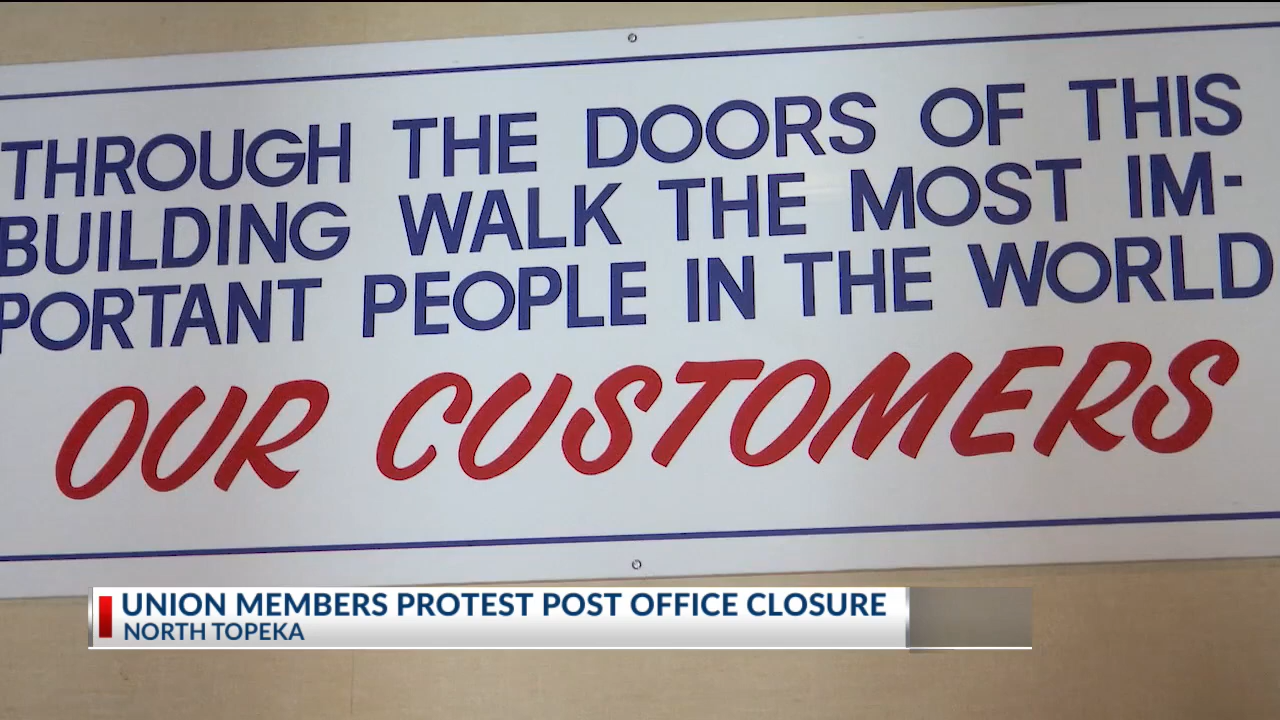 THROUGH THE DOORS OF THIS
BUILDING WALK THE MOST IM-
PORTANT PEOPLE IN THE WORLD
OUR CUSTOMERS
UNION MEMBERS PROTEST POST OFFICE CLOSURE
NORTH TOPEKA